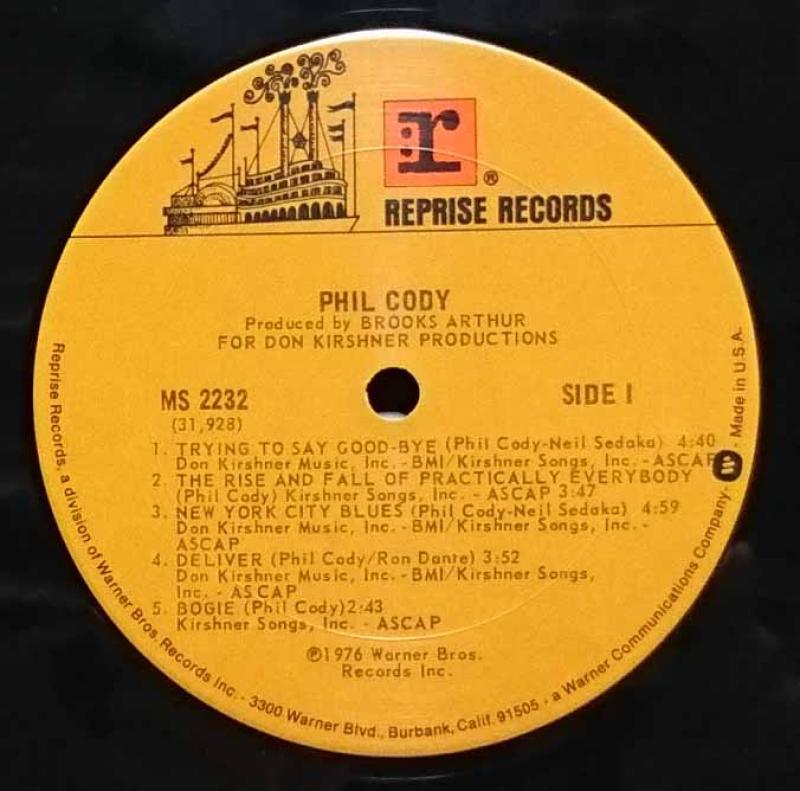 r
®
REPRISE RECORDS
PHIL CODY
Produced by BROOKS ARTHUR
FOR DON KIRSHNER PRODUCTIONS
MS 2232
SIDE 1
(31,928)
1. TRYING TO SAY GOOD-BYE (Phil Cody-Neil Sedaka) 4:40
Don Kirshner Music, Inc. - BMI/Kirshner Songs, Inc. - ASCAP
2. THE RISE AND FALL OF PRACTICALLY EVERYBODY
(Phil Cody) Kirshner Songs, Inc. - ASCAP 3:47
3. NEW YORK CITY BLUES (Phil Cody-Neil Sedaka) 4:59
Don Kirshner Music, Inc. - BMI/Kirshner Songs, Inc. -
ASCAP
4. DELIVER (Phil Cody/Ron Dante) 3:52
Don Kirshner Music, Inc. - BMI/Kirshner Songs,
Inc. - ASCAP
5. BOGIE (Phil Cody)2:43
Kirshner Songs, Inc. - ASCAP
℗1976 Warner Bros.
Records Inc.
Reprise Records, a division of Warner Bros. Records Inc. - 3300 Warner Blvd., Burbank, Calif. 91505 - a Warner Communications Company - Made in U.S.A.